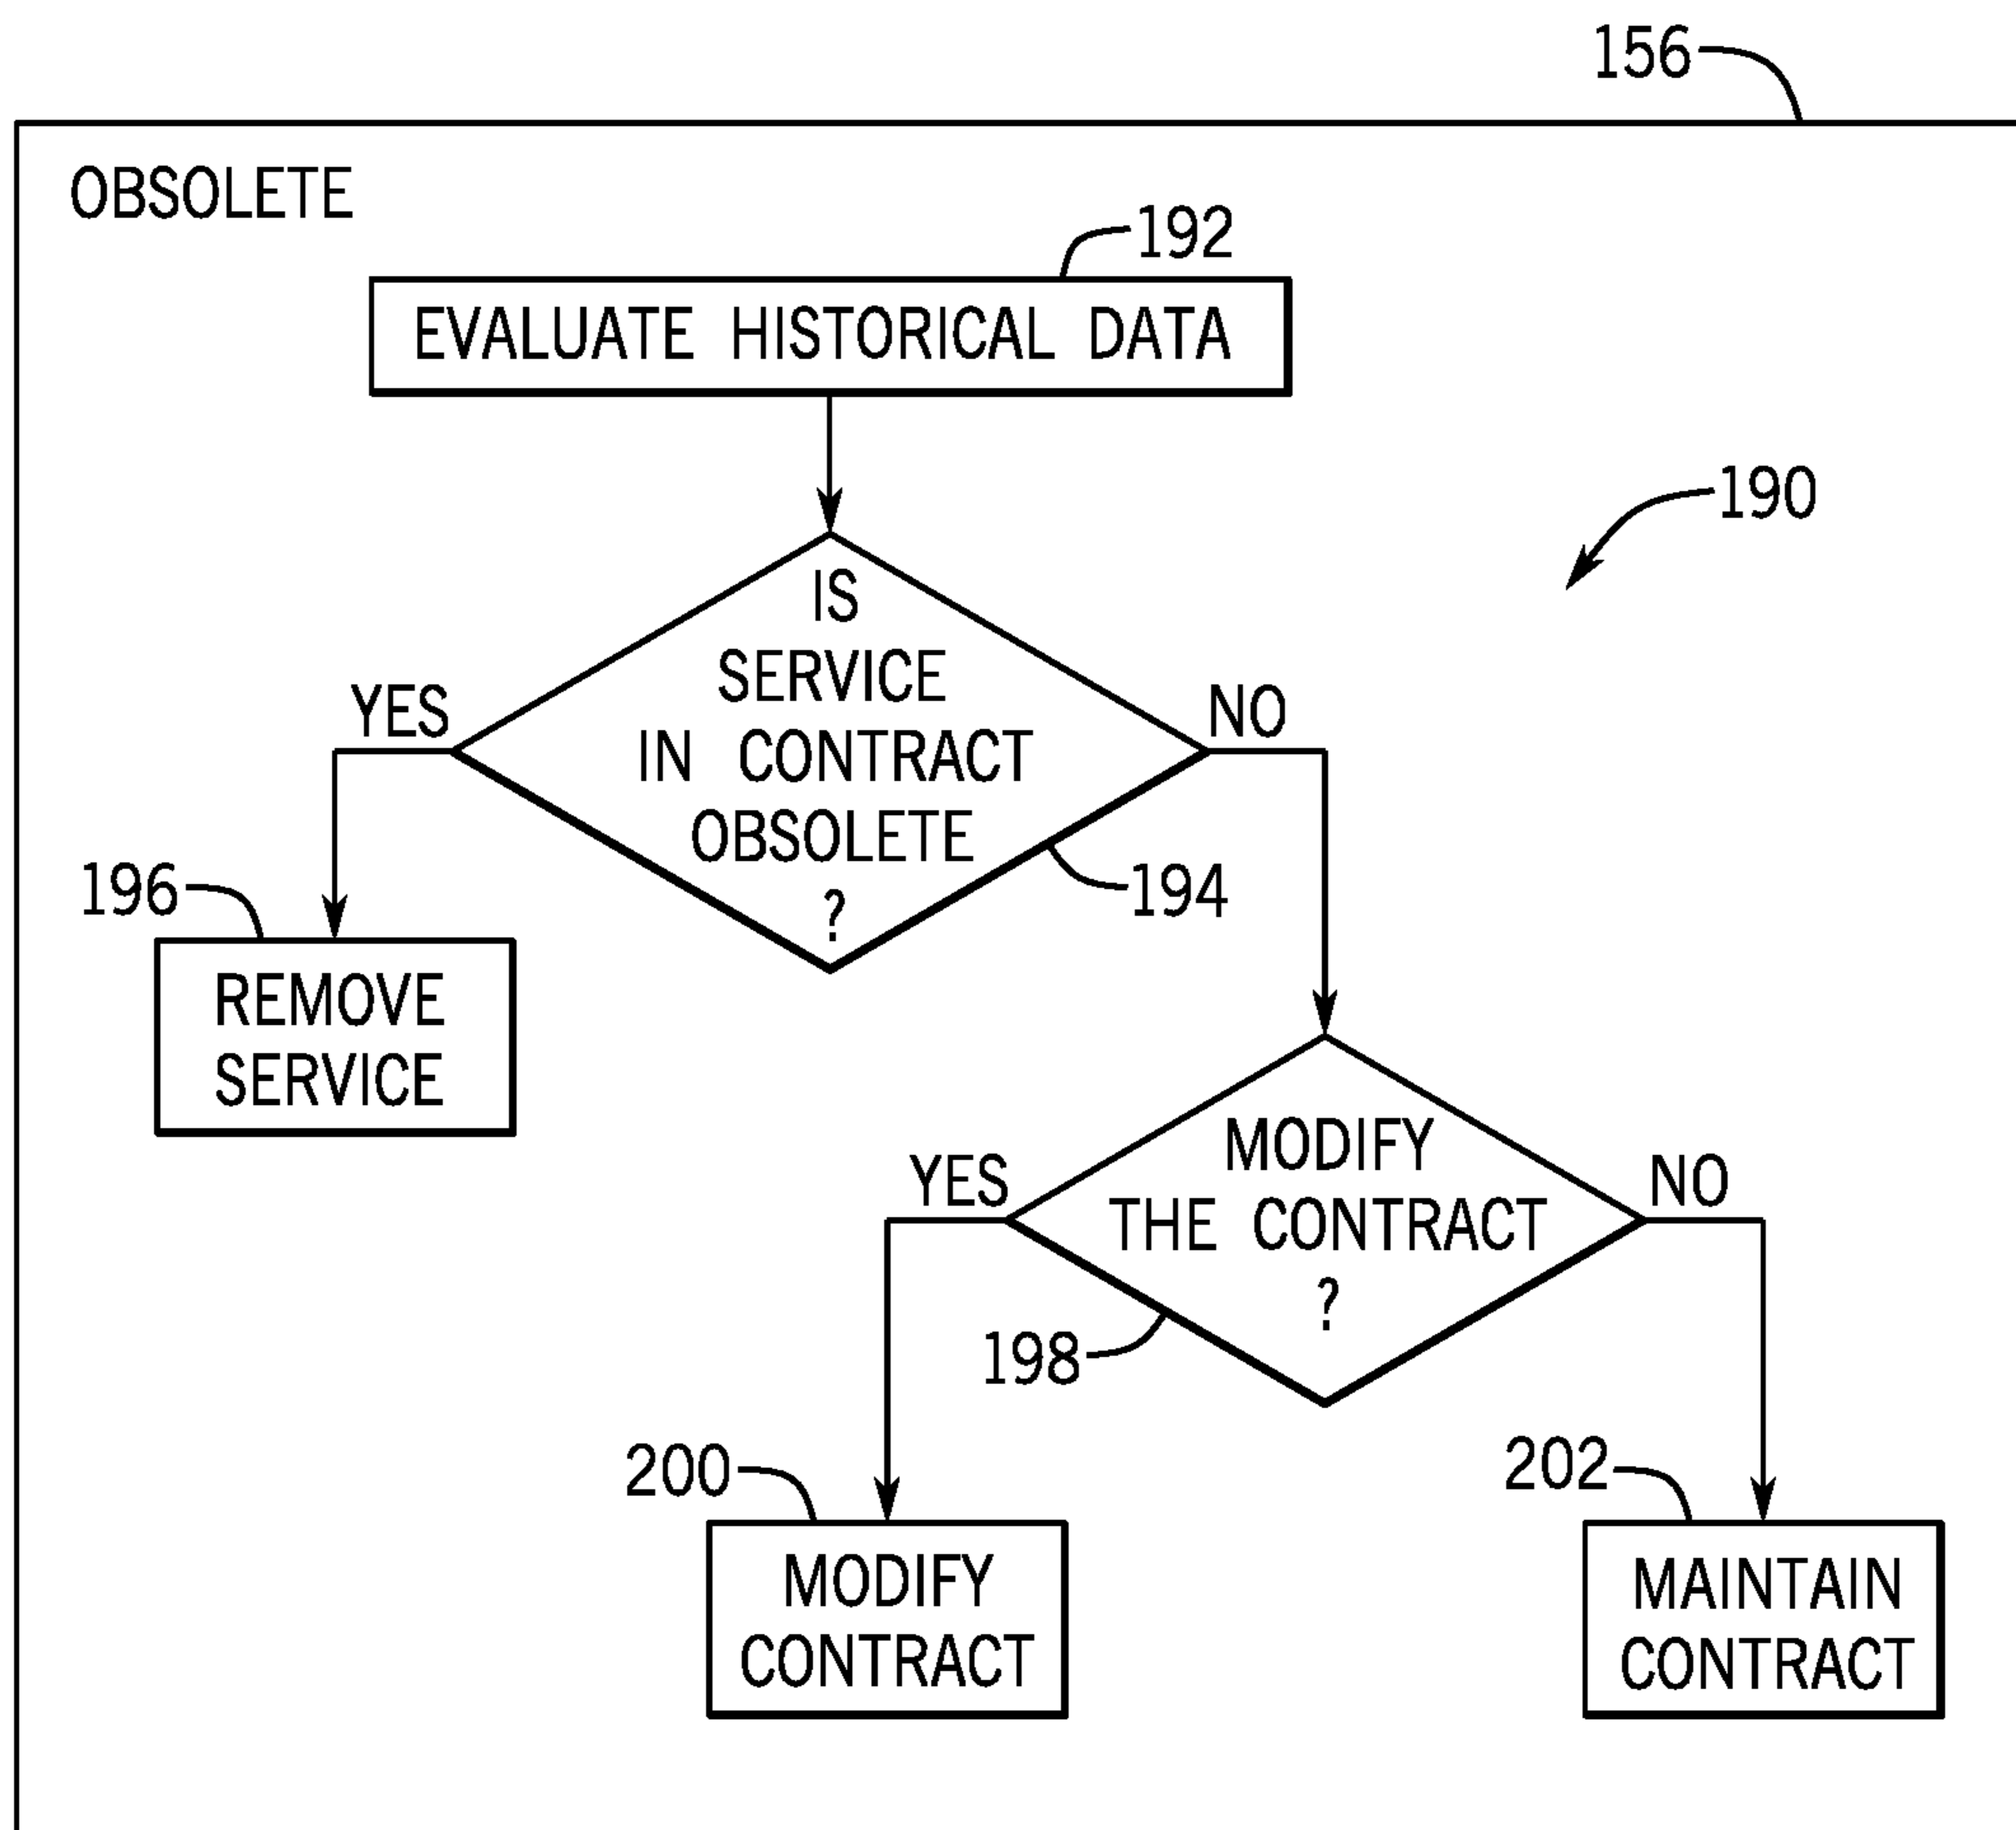 156
OBSOLETE
192
EVALUATE HISTORICAL DATA
190
IS
SERVICE
IN CONTRACT
OBSOLETE
?
YES
NO
194
196
REMOVE
SERVICE
MODIFY
THE CONTRACT
?
YES
NO
198
200
MODIFY
CONTRACT
202
MAINTAIN
CONTRACT